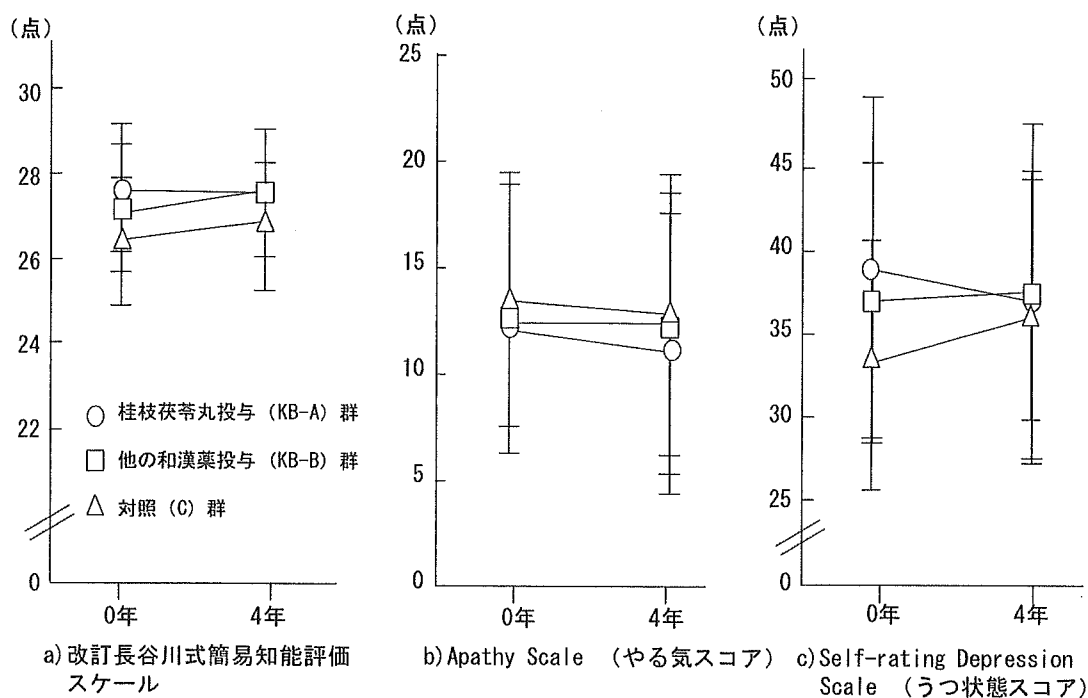 (点)
30
28
26
24
22
0
○ 桂枝茯苓丸投与 (KB-A) 群
□ 他の和漢薬投与 (KB-B) 群
△ 対照 (C) 群
0年
4年
a)改訂長谷川式簡易知能評価
スケール
(点)
25
20
15
10
5
0
0年
4年
b)Apathy Scale (やる気スコア)
(点)
50
45
40
35
30
25
0
0年
4年
c)Self-rating Depression
Scale (うつ状態スコア)